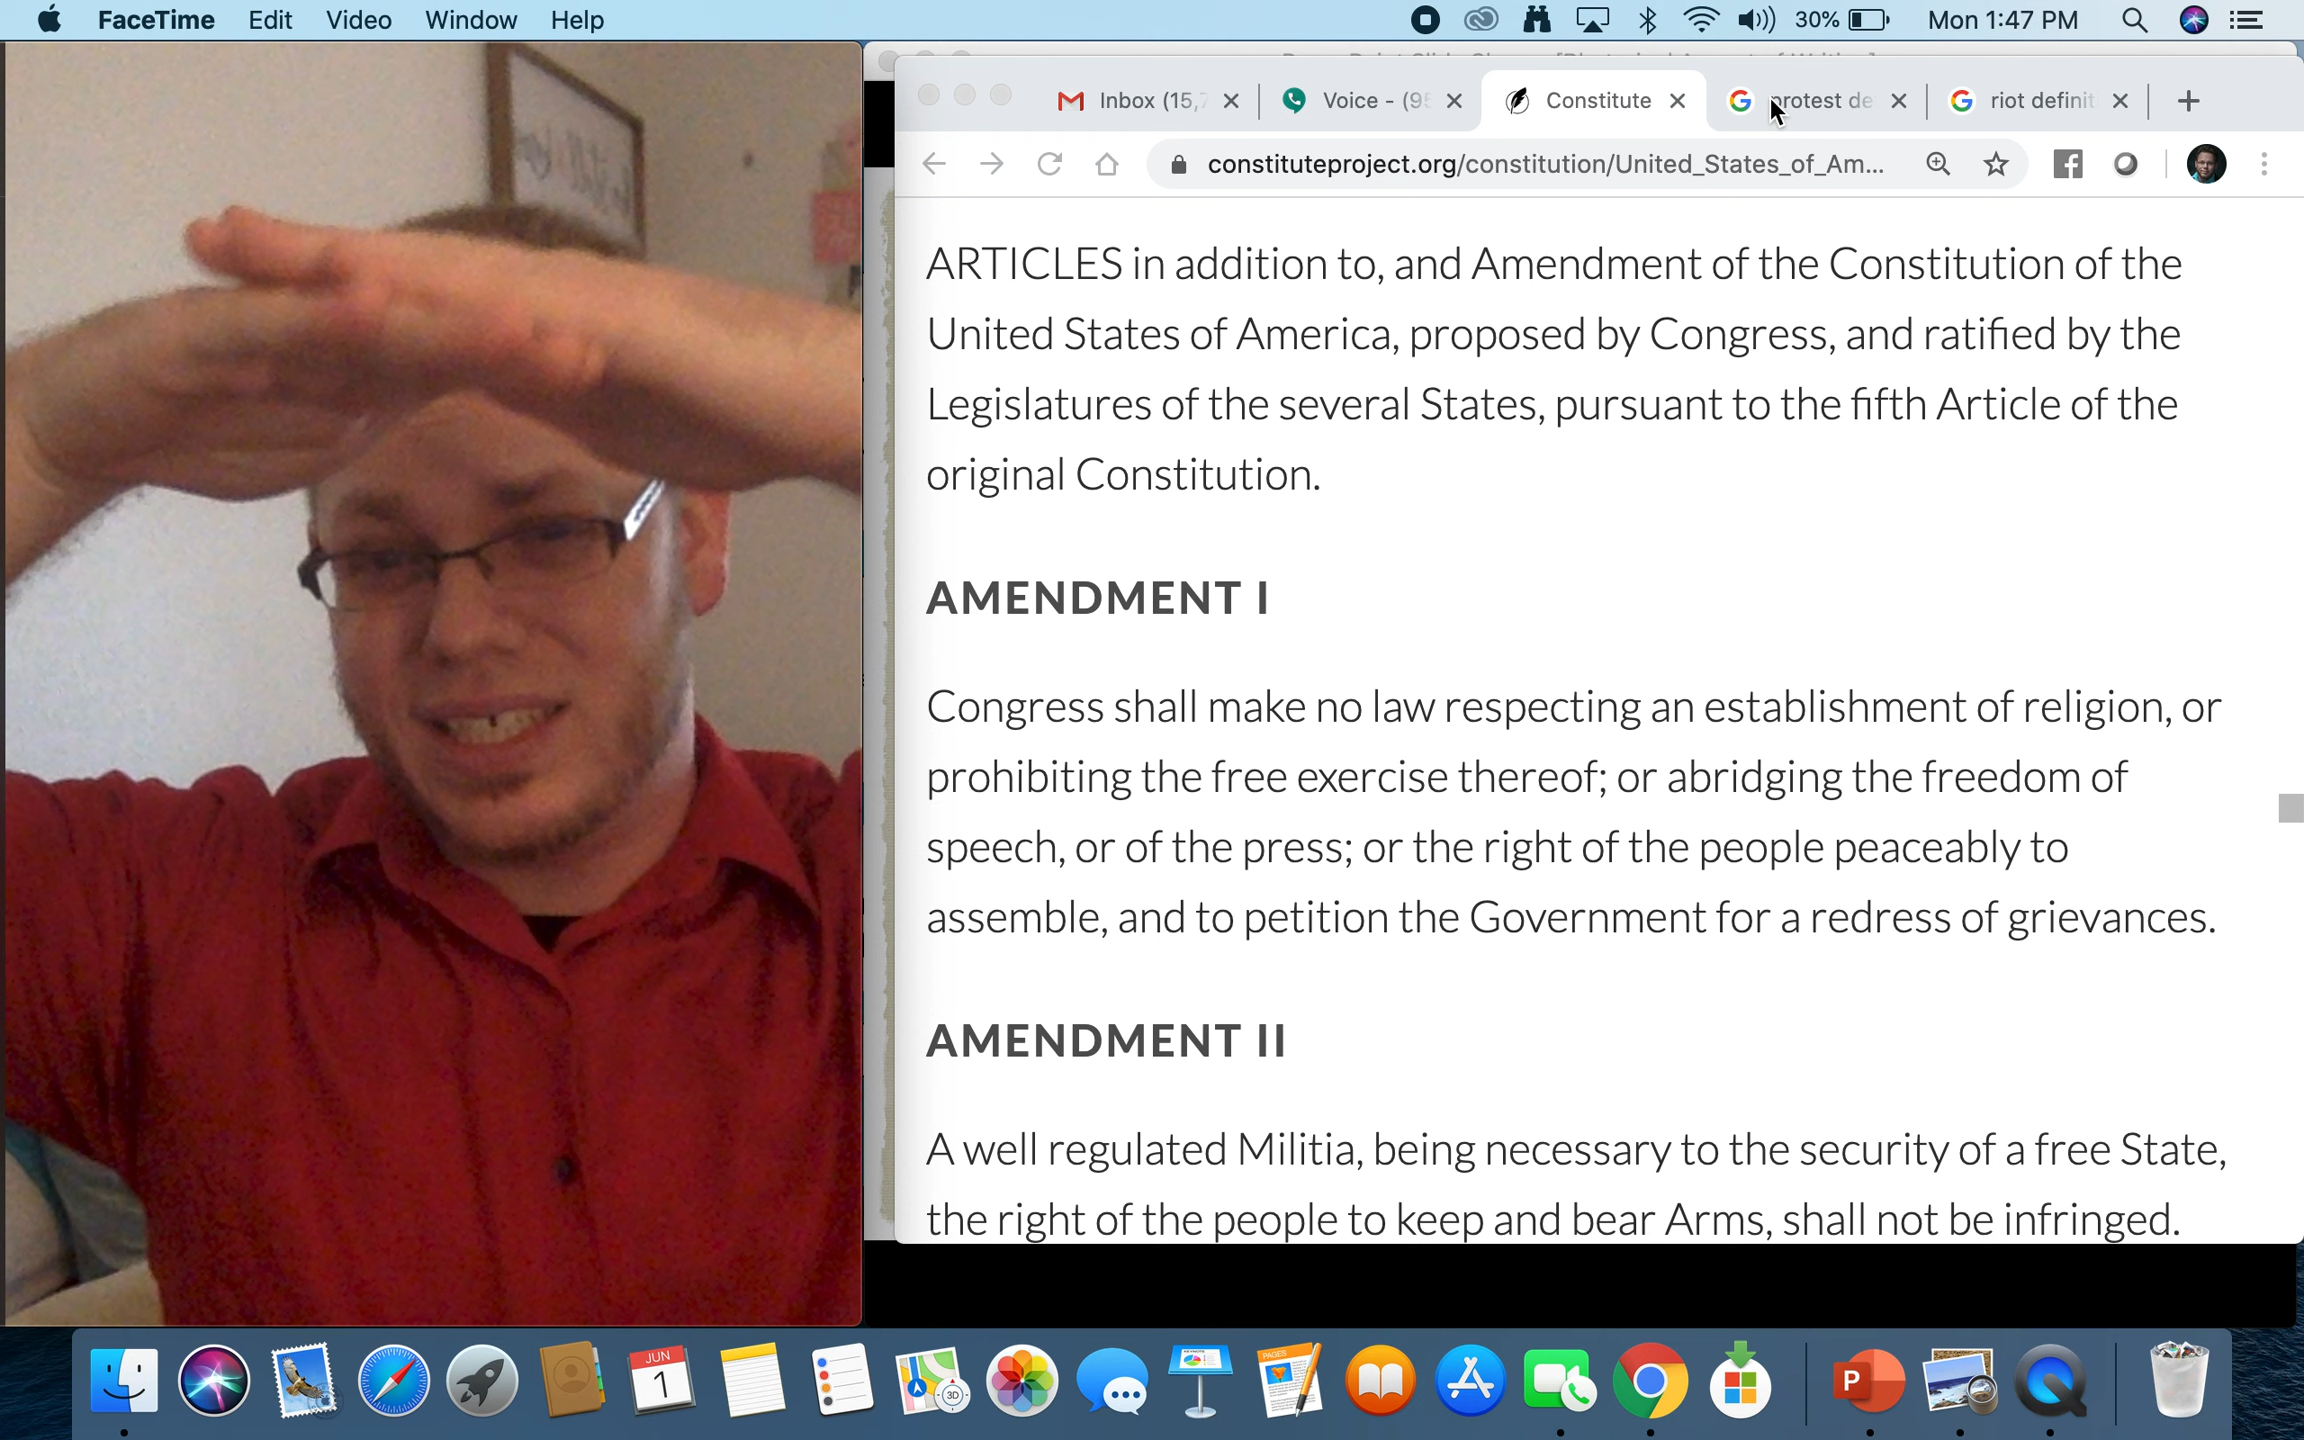 FaceTime Edit Video Window Help 30% Mon 1:47 PM
Inbox (15,7 Voice - (9 Constitute protest de riot definit
constituteproject.org/constitution/United_States_of_Am...
ARTICLES in addition to, and Amendment of the Constitution of the
United States of America, proposed by Congress, and ratified by the
Legislatures of the several States, pursuant to the fifth Article of the
original Constitution.
AMENDMENT I
Congress shall make no law respecting an establishment of religion, or
prohibiting the free exercise thereof; or abridging the freedom of
speech, or of the press; or the right of the people peaceably to
assemble, and to petition the Government for a redress of grievances.
AMENDMENT II
A well regulated Militia, being necessary to the security of a free State,
the right of the people to keep and bear Arms, shall not be infringed.
JUN
1
3D
PAGES
P